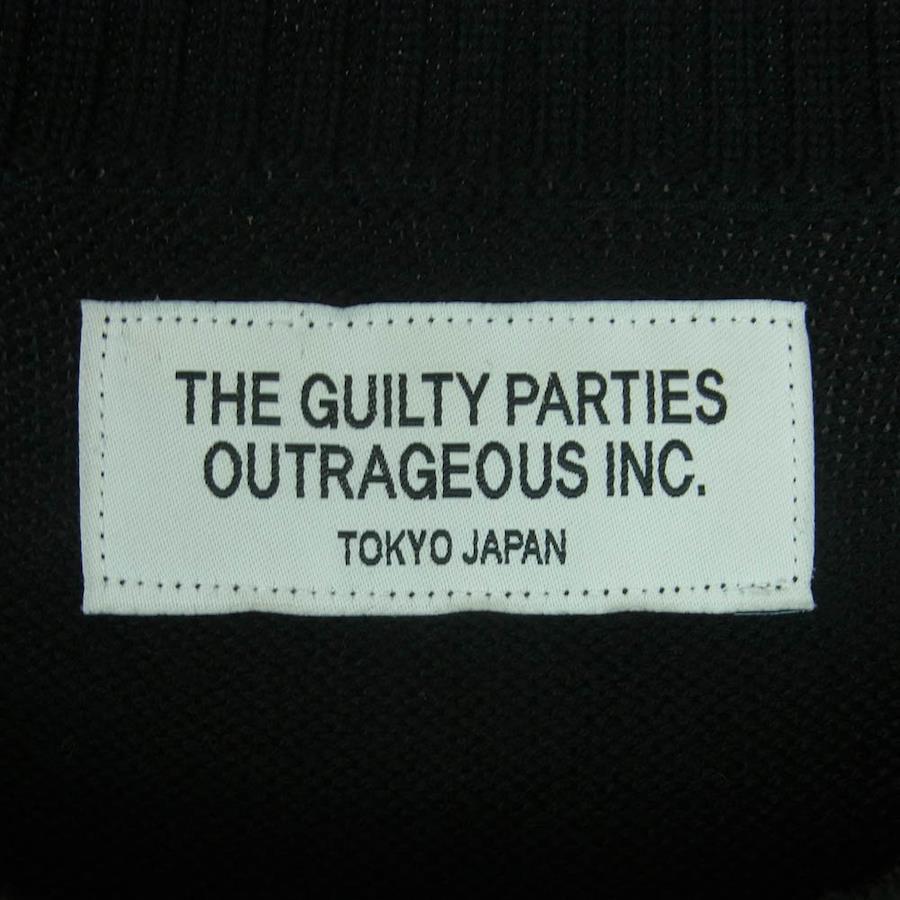 THE GUILTY PARTIES
OUTRAGEOUS INC.
TOKYO JAPAN